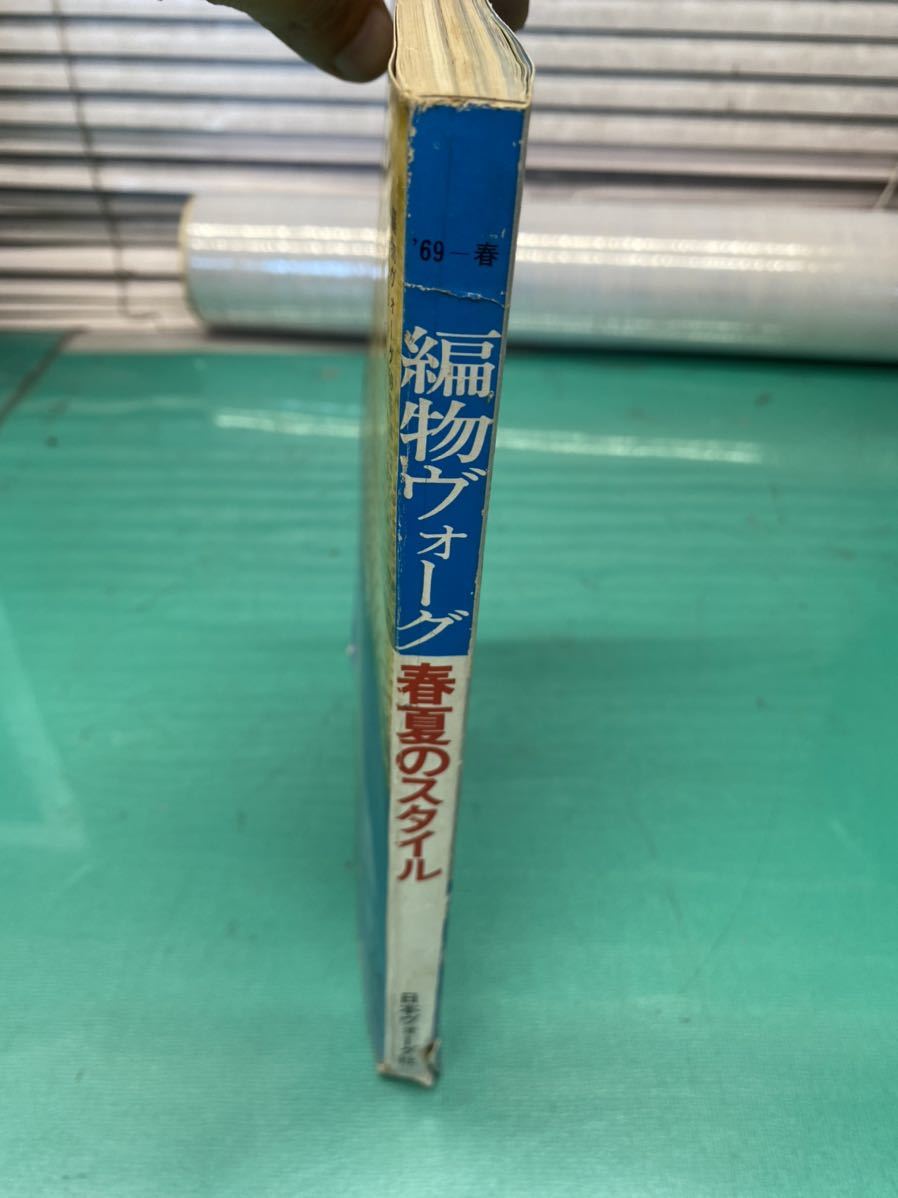 '69－春
編物ヴォーグ
春夏のスタイル
日本ヴォーグ社